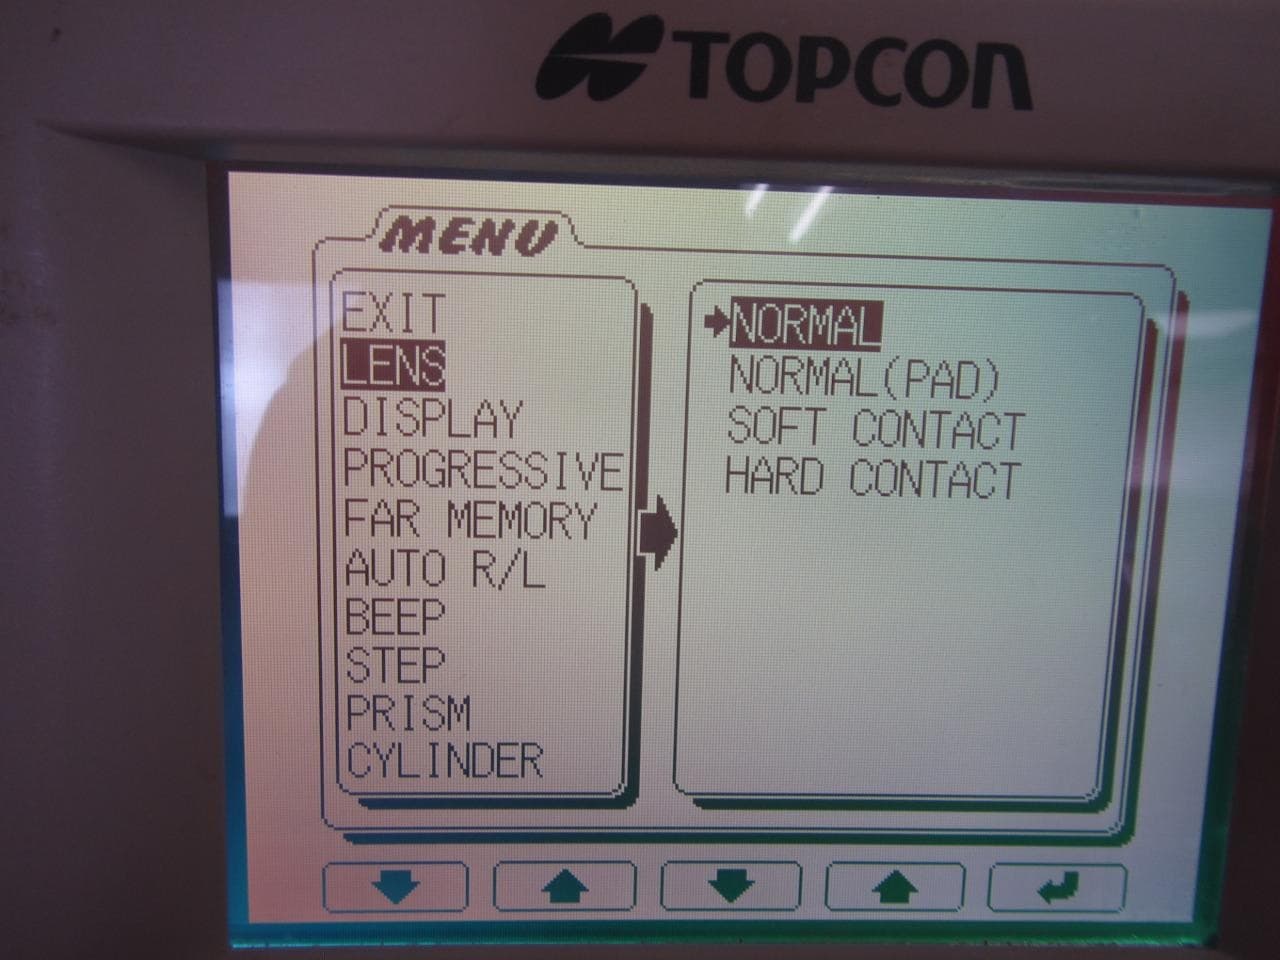 TOPCON
MENU
EXIT
LENS
DISPLAY
PROGRESSIVE
FAR MEMORY
AUTO R/L
BEEP
STEP
PRISM
CYLINDER
NORMAL
NORMAL(PAD)
SOFT CONTACT
HARD CONTACT